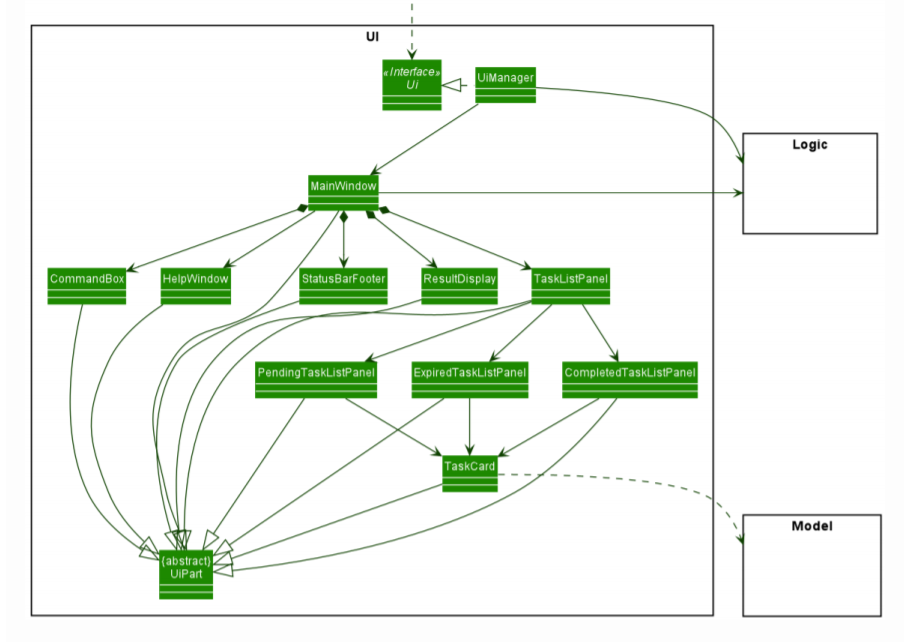 UI
«Interface»
Ui
UiManager
Logic
MainWindow
CommandBox
HelpWindow
StatusBarFooter
ResultDisplay
TaskListPanel
PendingTaskListPanel
ExpiredTaskListPanel
CompletedTaskListPanel
TaskCard
Model
(abstract)
UiPart